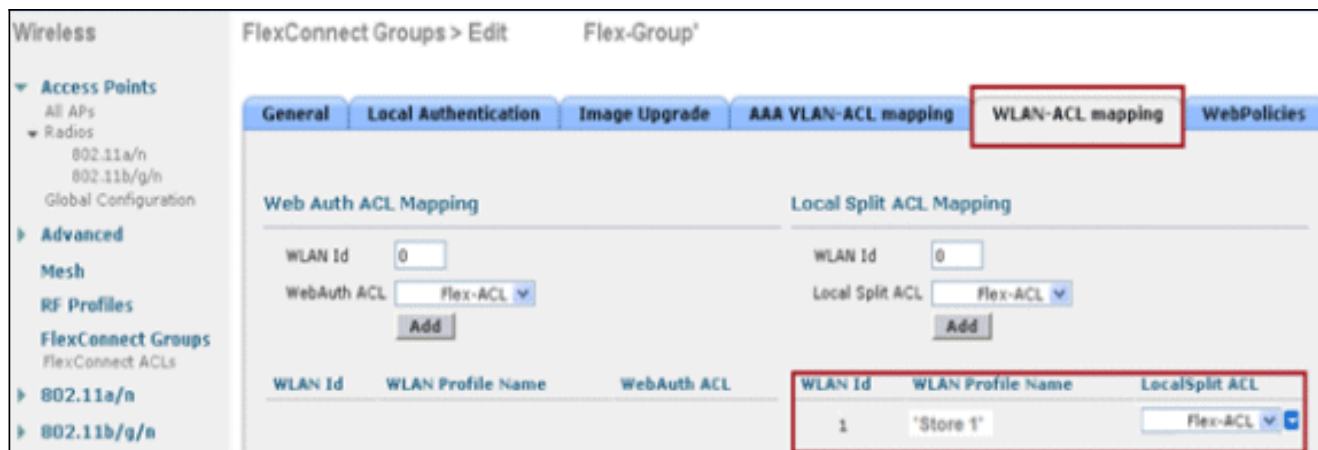 Wireless
FlexConnect Groups > Edit Flex-Group'
Access Points
All APs
Radios
802.11a/n
802.11b/g/n
Global Configuration
Advanced
Mesh
RF Profiles
FlexConnect Groups
FlexConnect ACLs
802.11a/n
802.11b/g/n
General Local Authentication Image Upgrade AAA VLAN-ACL mapping WLAN-ACL mapping WebPolicies
Web Auth ACL Mapping
WLAN Id 0
WebAuth ACL Flex-ACL
Add
WLAN Id WLAN Profile Name WebAuth ACL
Local Split ACL Mapping
WLAN Id 0
Local Split ACL Flex-ACL
Add
WLAN Id WLAN Profile Name LocalSplit ACL
1 'Store 1' Flex-ACL